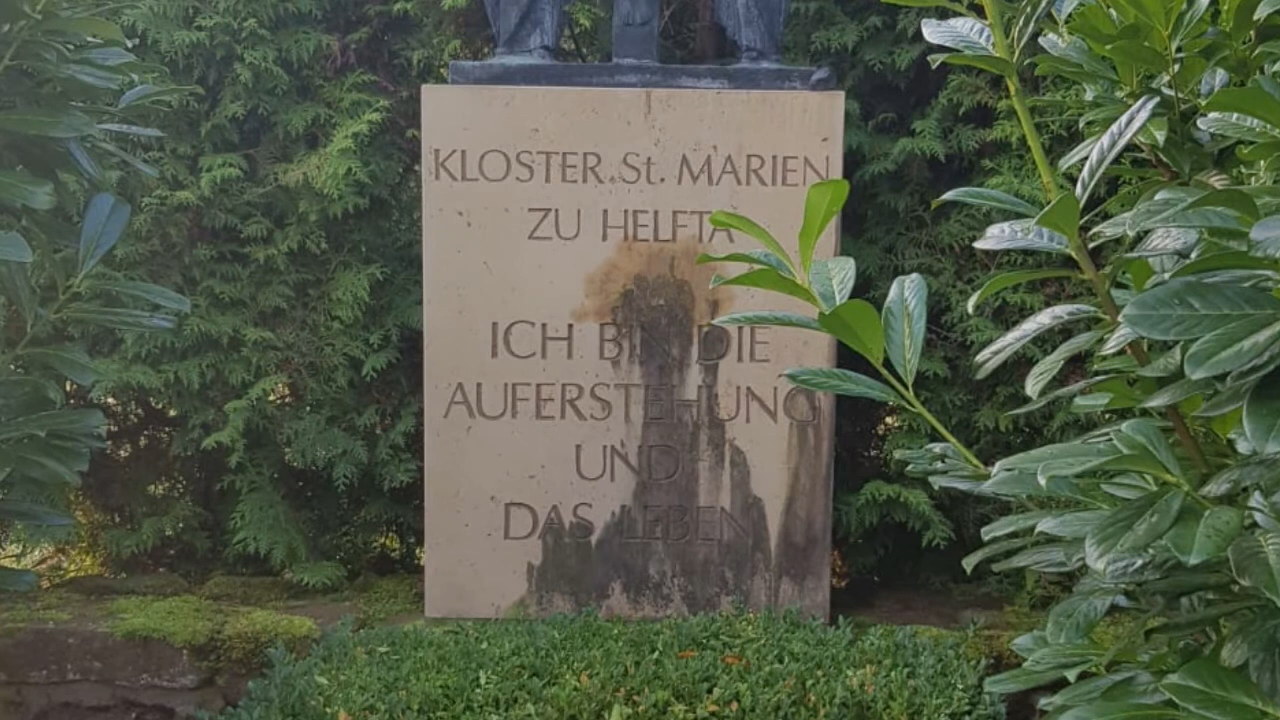 KLOSTER St. MARIEN
ZU HELFTA
ICH BIN DIE
AUFERSTEHUNG
UND
DAS LEBEN